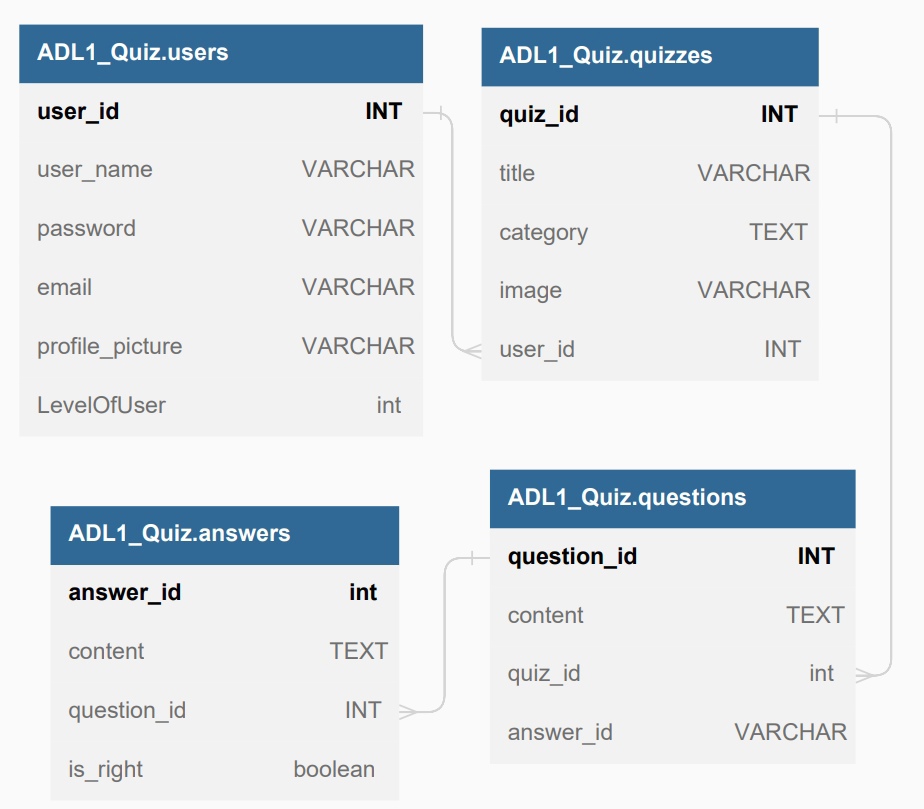 ADL1_Quiz.users
user_id INT
user_name VARCHAR
password VARCHAR
email VARCHAR
profile_picture VARCHAR
LevelOfUser int
ADL1_Quiz.quizzes
quiz_id INT
title VARCHAR
category TEXT
image VARCHAR
user_id INT
ADL1_Quiz.answers
answer_id int
content TEXT
question_id INT
is_right boolean
ADL1_Quiz.questions
question_id INT
content TEXT
quiz_id int
answer_id VARCHAR